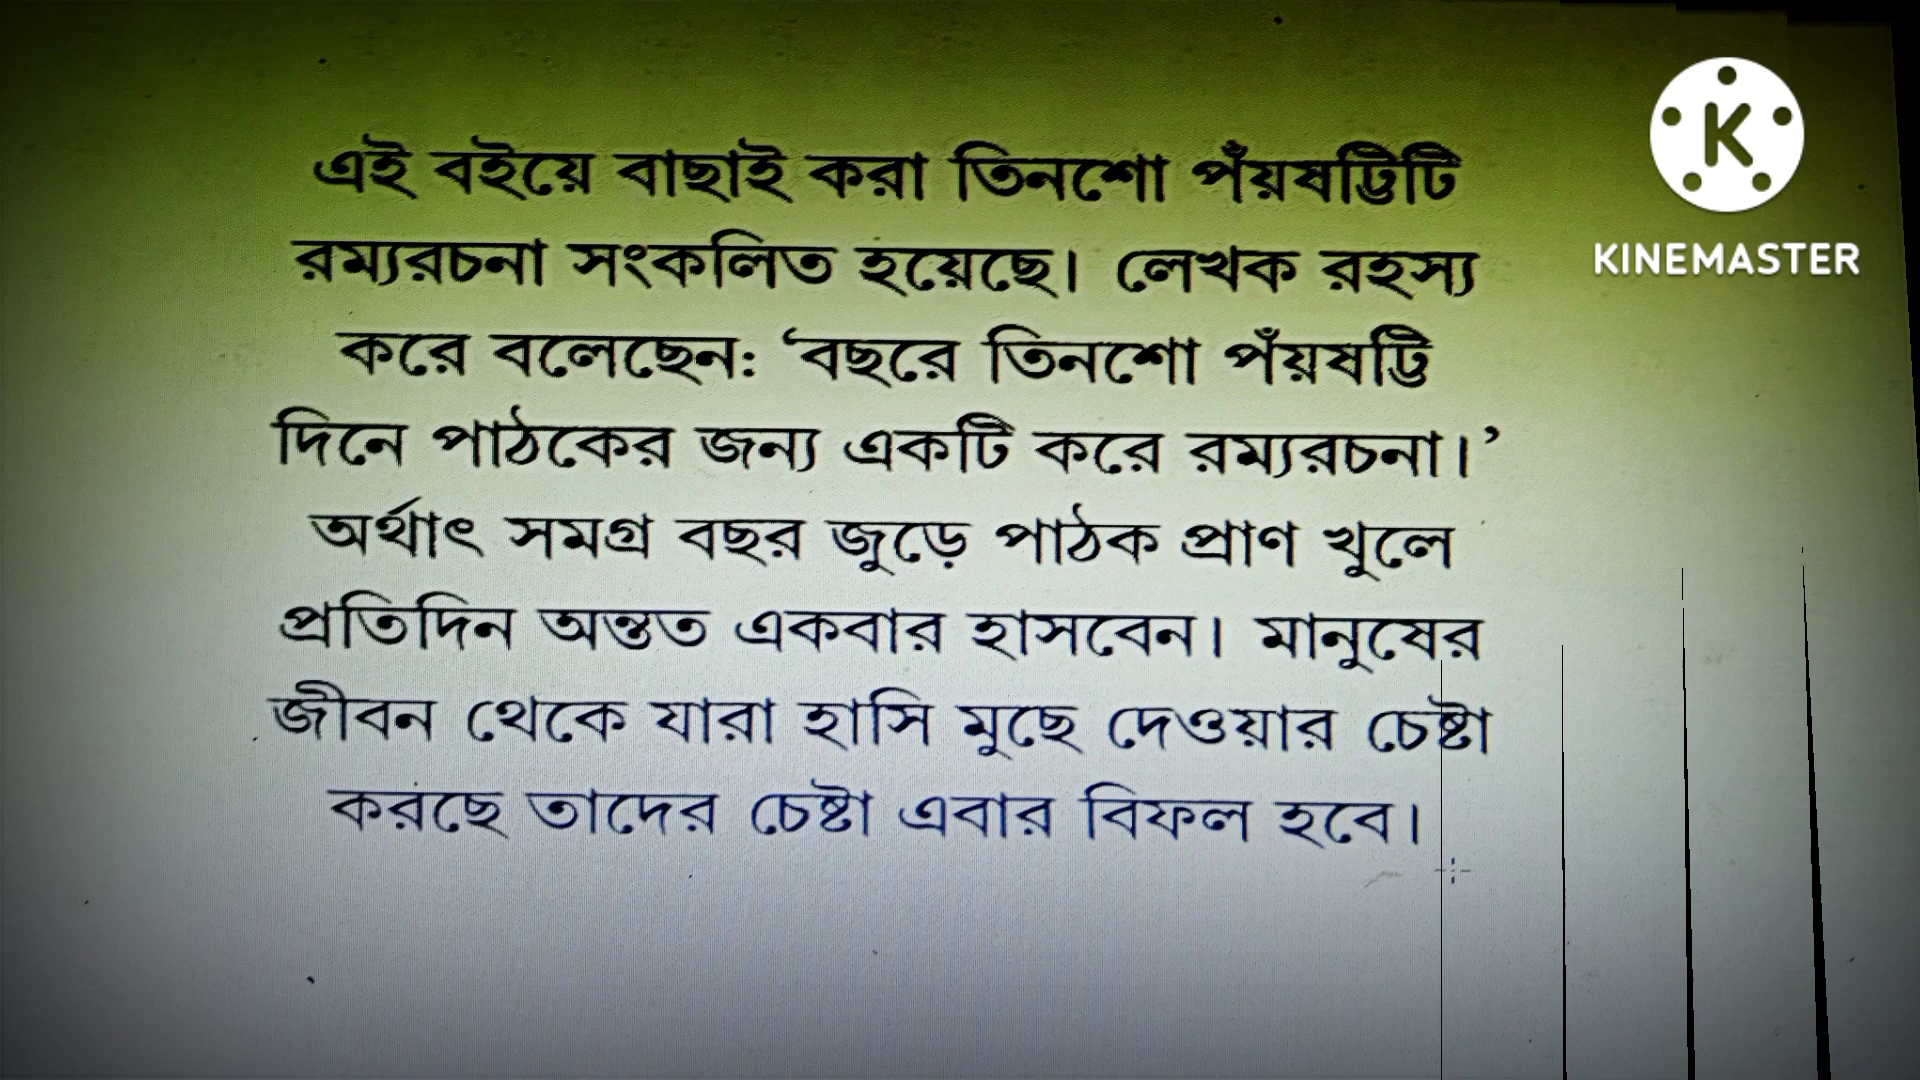 এই বইয়ে বাছাই করা তিনশো পঁয়ষট্টিটি
রম্যরচনা সংকলিত হয়েছে। লেখক রহস্য
করে বলেছেন: ‘বছরে তিনশো পঁয়ষট্টি
দিনে পাঠকের জন্য একটি করে রম্যরচনা।’
অর্থাৎ সমগ্র বছর জুড়ে পাঠক প্রাণ খুলে
প্রতিদিন অন্তত একবার হাসবেন। মানুষের
জীবন থেকে যারা হাসি মুছে দেওয়ার চেষ্টা
করছে তাদের চেষ্টা এবার বিফল হবে।
K
KINEMASTER